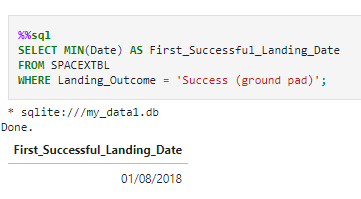 %%sql
SELECT MIN(Date) AS First_Successful_Landing_Date
FROM SPACEXTBL
WHERE Landing_Outcome = 'Success (ground pad)';
* sqlite:///my_data1.db
Done.
First_Successful_Landing_Date
01/08/2018